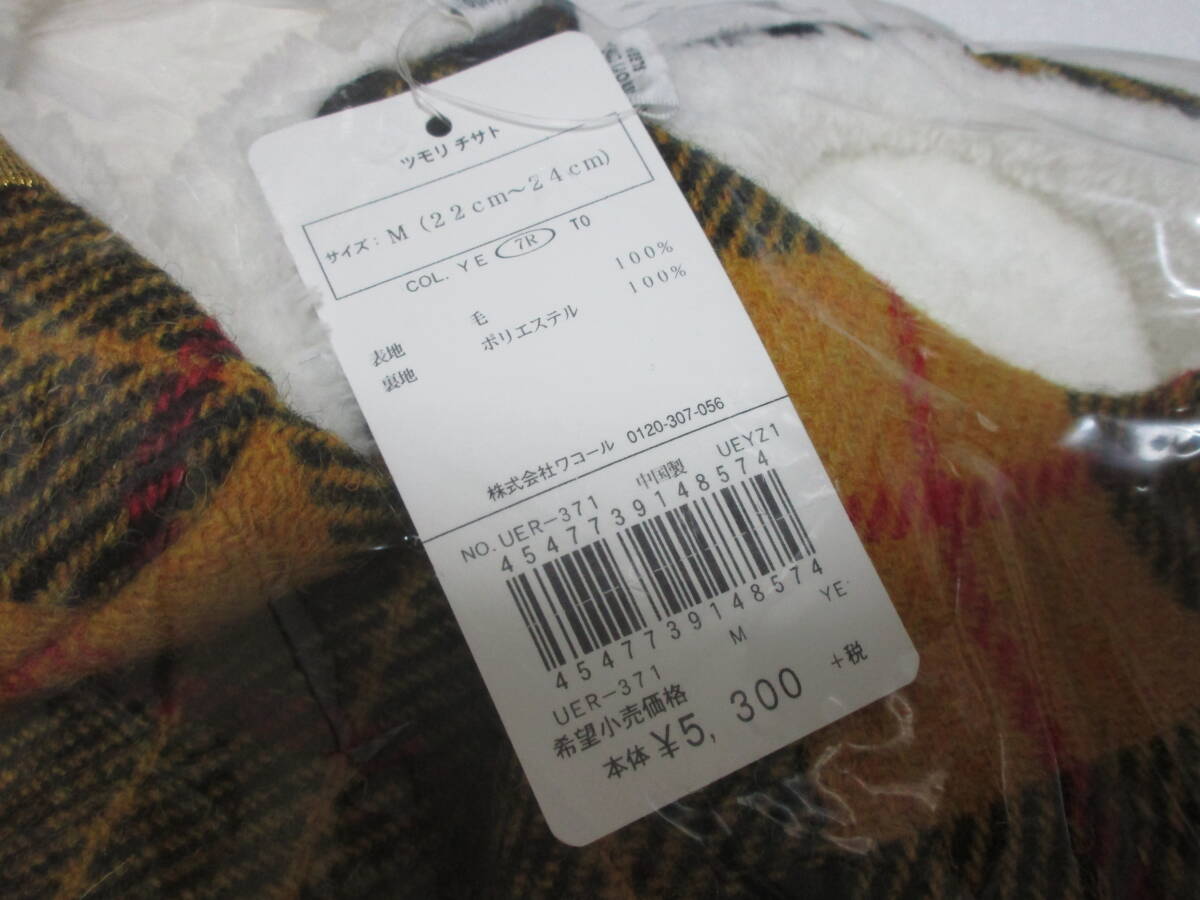 ツモリ チサト
サイズ: M (22cm〜24cm)
COL. YE 7R TO
表地 毛 100%
裏地 ポリエステル 100%
株式会社ワコール 0120-307-056
NO. UER-371 中国製 UEYZ1
4547739148574
4547739148574
UER-371 M YE
希望小売価格
本体 ¥5,300 +税